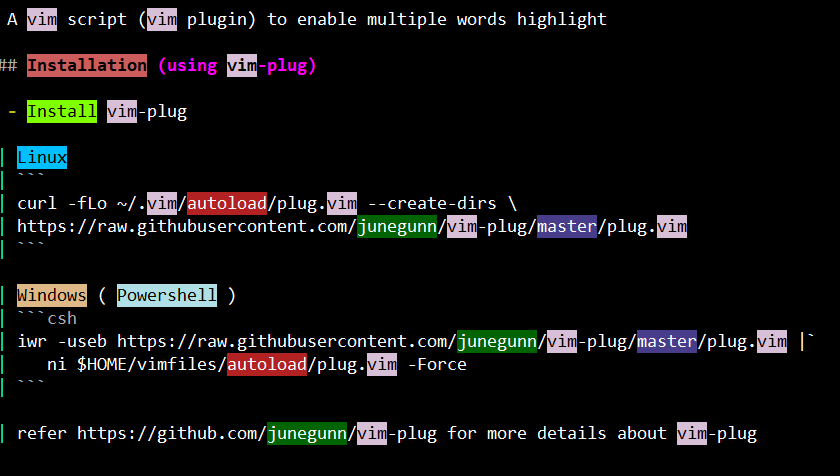 A vim script (vim plugin) to enable multiple words highlight
## Installation (using vim-plug)
- Install vim-plug
| Linux
| ```
| curl -fLo ~/.vim/autoload/plug.vim --create-dirs \
| https://raw.githubusercontent.com/junegunn/vim-plug/master/plug.vim
| ```
| Windows ( Powershell )
| ```csh
| iwr -useb https://raw.githubusercontent.com/junegunn/vim-plug/master/plug.vim |`
|    ni $HOME/vimfiles/autoload/plug.vim -Force
| ```
| refer https://github.com/junegunn/vim-plug for more details about vim-plug